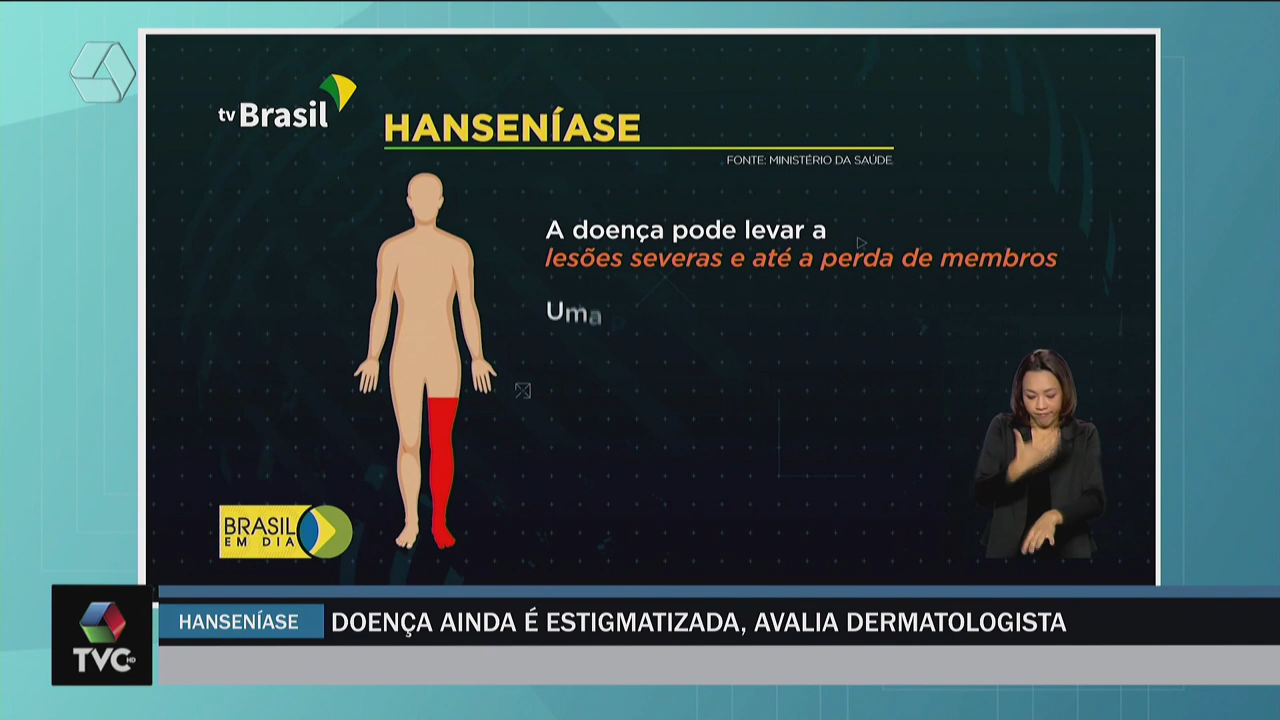 tv Brasil
HANSENÍASE
FONTE: MINISTÉRIO DA SAÚDE
A doença pode levar a
lesões severas e até a perda de membros
Uma
BRASIL
EM DIA
HANSENÍASE
DOENÇA AINDA É ESTIGMATIZADA, AVALIA DERMATOLOGISTA
TVC HD